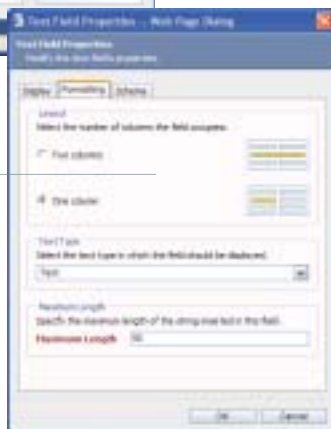 Text Field Properties -- Web Page Dialog
Text Field Properties
Modify the text fields properties.
Display Formatting Schema
Layout
Select the number of columns the field occupies.
Two columns
One column
Text Type
Select the text type in which the field should be displayed.
Text
Maximum Length
Specify the maximum length of the string inserted in this field.
Maximum Length 50
OK Cancel